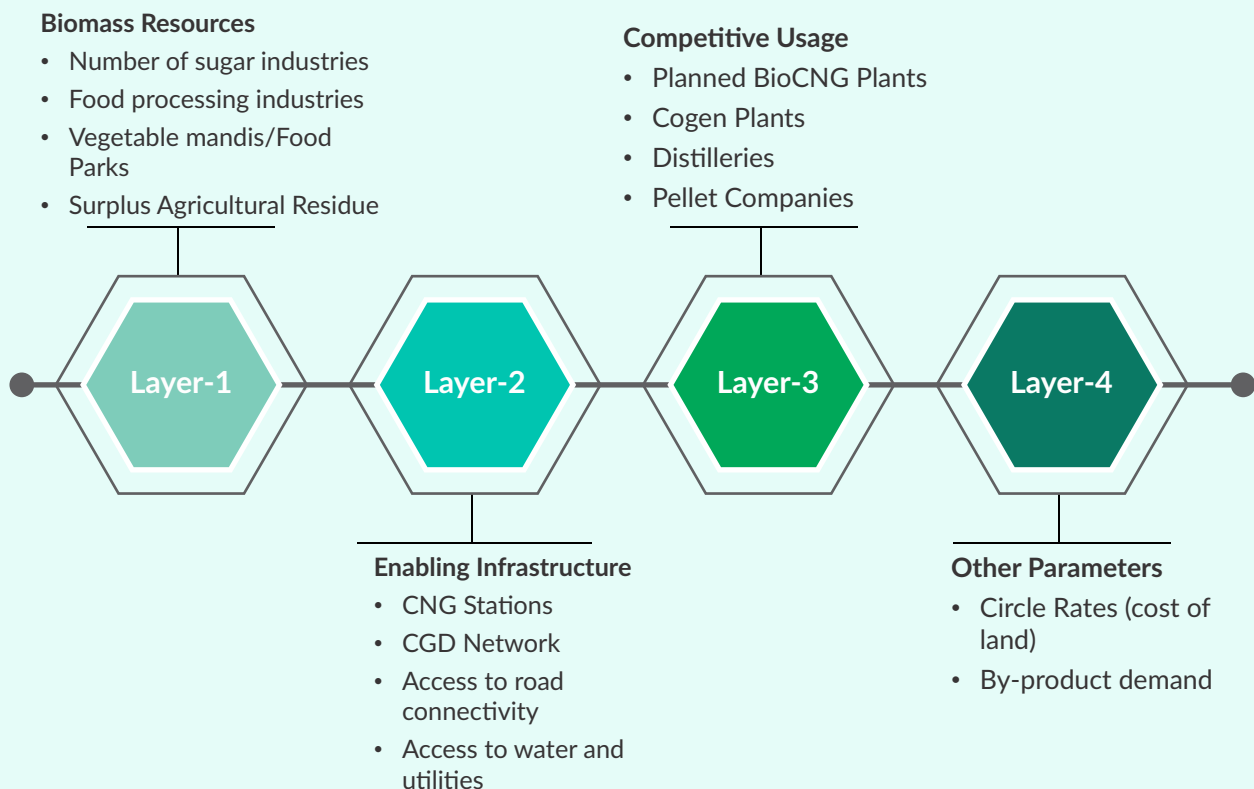 Biomass Resources
• Number of sugar industries
• Food processing industries
• Vegetable mandis/Food
Parks
• Surplus Agricultural Residue
Competitive Usage
• Planned BioCNG Plants
• Cogen Plants
• Distilleries
• Pellet Companies
Layer-1
Layer-2
Layer-3
Layer-4
Enabling Infrastructure
• CNG Stations
• CGD Network
• Access to road
connectivity
• Access to water and
utilities
Other Parameters
• Circle Rates (cost of
land)
• By-product demand